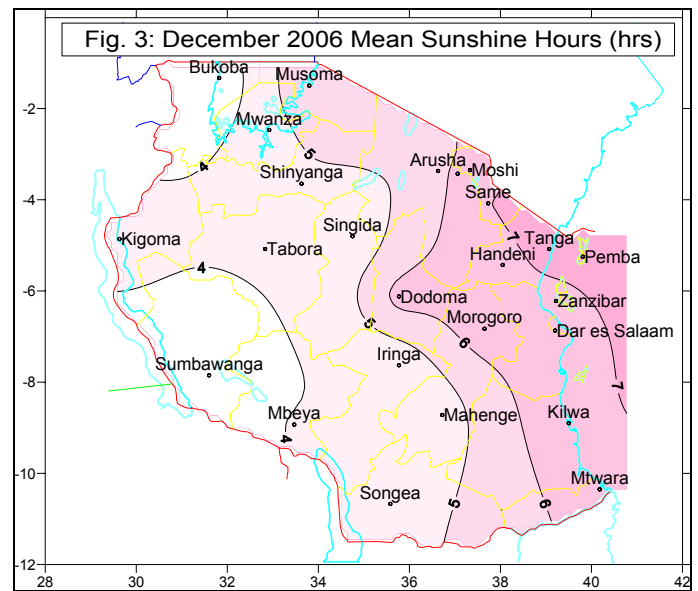 Fig. 3: December 2006 Mean Sunshine Hours (hrs)
Bukoba
Musoma
-2
Mwanza
5
4
Shinyanga
Arusha
Moshi
-4
Same
Singida
7
Kigoma
Tabora
Tanga
Handeni
Pemba
4
-6
Dodoma
Zanzibar
5
Morogoro
Dar es Salaam
6
Iringa
Sumbawanga
-8
7
Mbeya
Mahenge
Kilwa
4
-10
Songea
5
6
Mtwara
-12
28 30 32 34 36 38 40 42